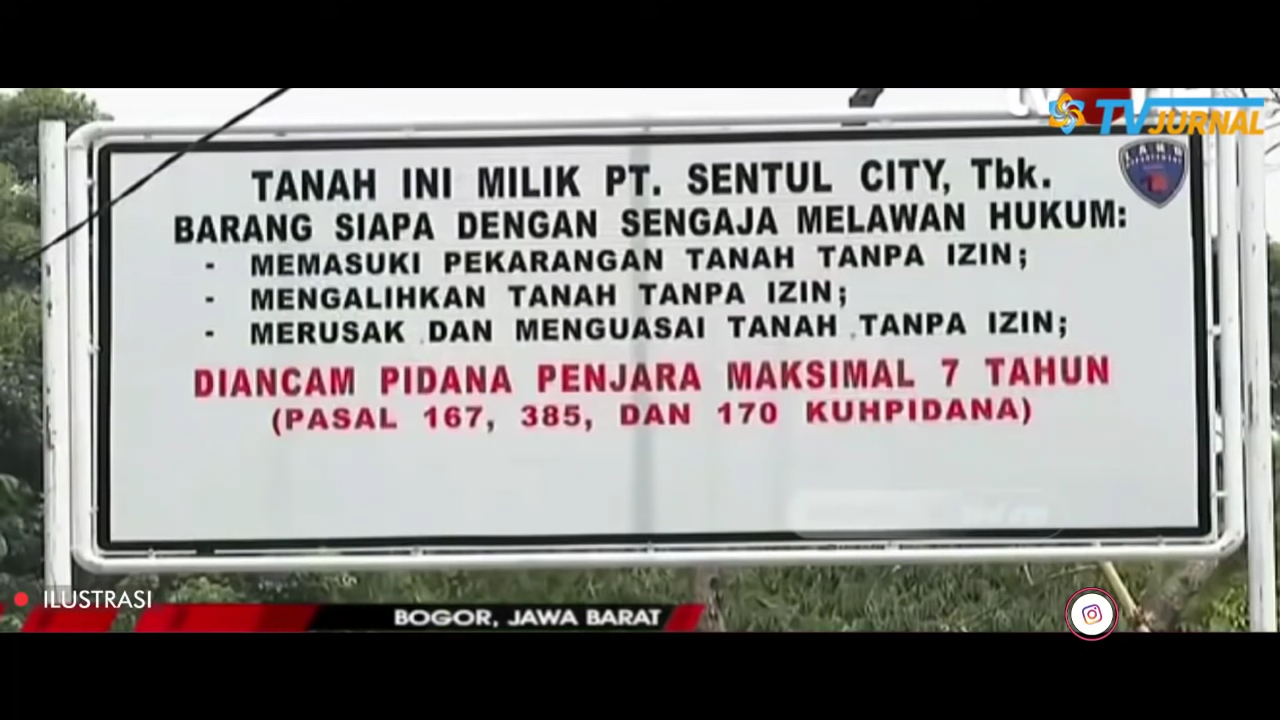 TV JURNAL
TANAH INI MILIK PT. SENTUL CITY, Tbk.
BARANG SIAPA DENGAN SENGAJA MELAWAN HUKUM:
- MEMASUKI PEKARANGAN TANAH TANPA IZIN;
- MENGALIHKAN TANAH TANPA IZIN;
- MERUSAK DAN MENGUASAI TANAH TANPA IZIN;
DIANCAM PIDANA PENJARA MAKSIMAL 7 TAHUN
(PASAL 167, 385, DAN 170 KUHPIDANA)
ILUSTRASI
BOGOR, JAWA BARAT